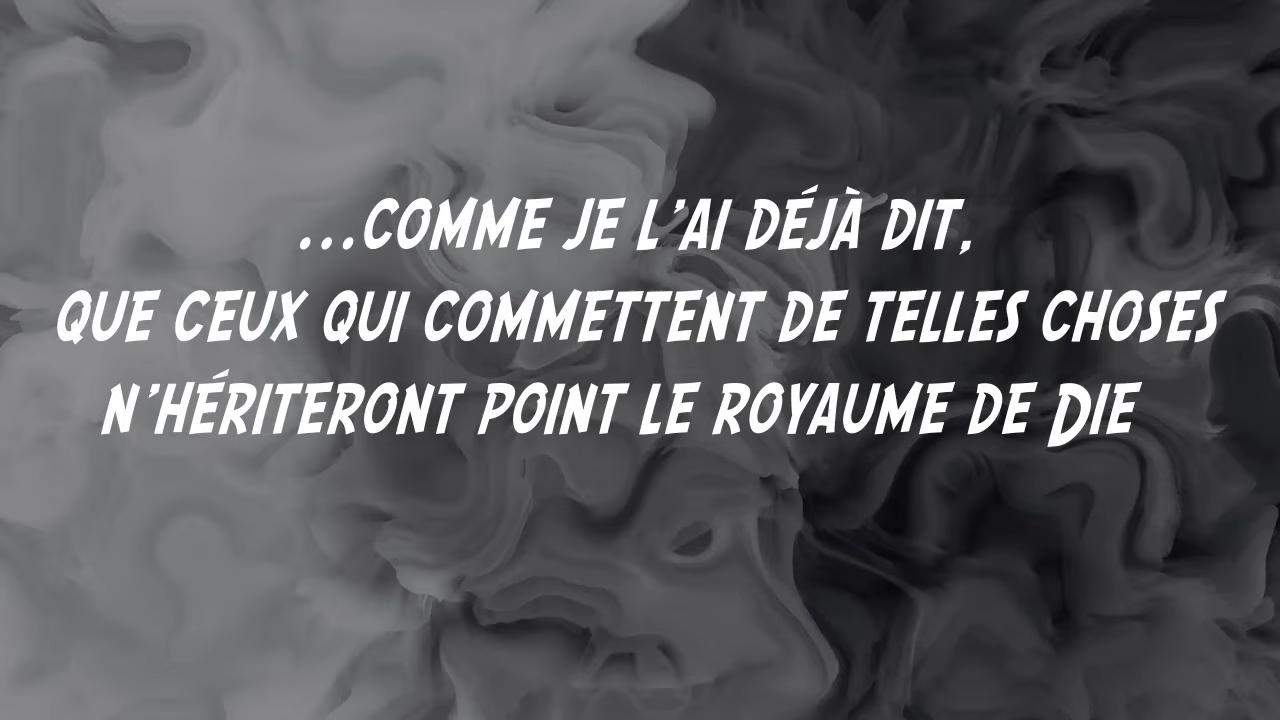 ...COMME JE L'AI DÉJÀ DIT,
QUE CEUX QUI COMMETTENT DE TELLES CHOSES
N'HÉRITERONT POINT LE ROYAUME DE DIE